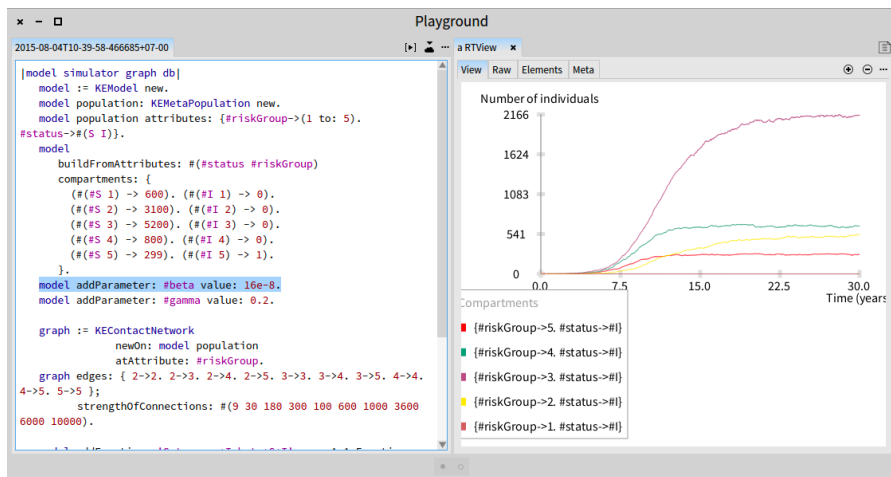 Playground
2015-08-04T10-39-58-466685+07-00
|model simulator graph db|
model := KEModel new.
model population: KEMetaPopulation new.
model population attributes: {#riskGroup->(1 to: 5).
#status->#(S I)}.
model
buildFromAttributes: #(#status #riskGroup)
compartments: {
(#(#S 1) -> 600). (#(#I 1) -> 0).
(#(#S 2) -> 3100). (#(#I 2) -> 0).
(#(#S 3) -> 5200). (#(#I 3) -> 0).
(#(#S 4) -> 800). (#(#I 4) -> 0).
(#(#S 5) -> 299). (#(#I 5) -> 1).
}.
model addParameter: #beta value: 16e-8.
model addParameter: #gamma value: 0.2.
graph := KEContactNetwork
newOn: model population
atAttribute: #riskGroup.
graph edges: { 2->2. 2->3. 2->4. 2->5. 3->3. 3->4. 3->5. 4->4.
4->5. 5->5 };
strengthOfConnections: #(9 30 180 300 100 600 1000 3600
6000 10000).
a RTView
View Raw Elements Meta
Number of individuals
2166
1624
1083
541
0
0.0 7.5 15.0 22.5 30.0
Time (years
Compartments
{#riskGroup->5. #status->#I}
{#riskGroup->4. #status->#I}
{#riskGroup->3. #status->#I}
{#riskGroup->2. #status->#I}
{#riskGroup->1. #status->#I}